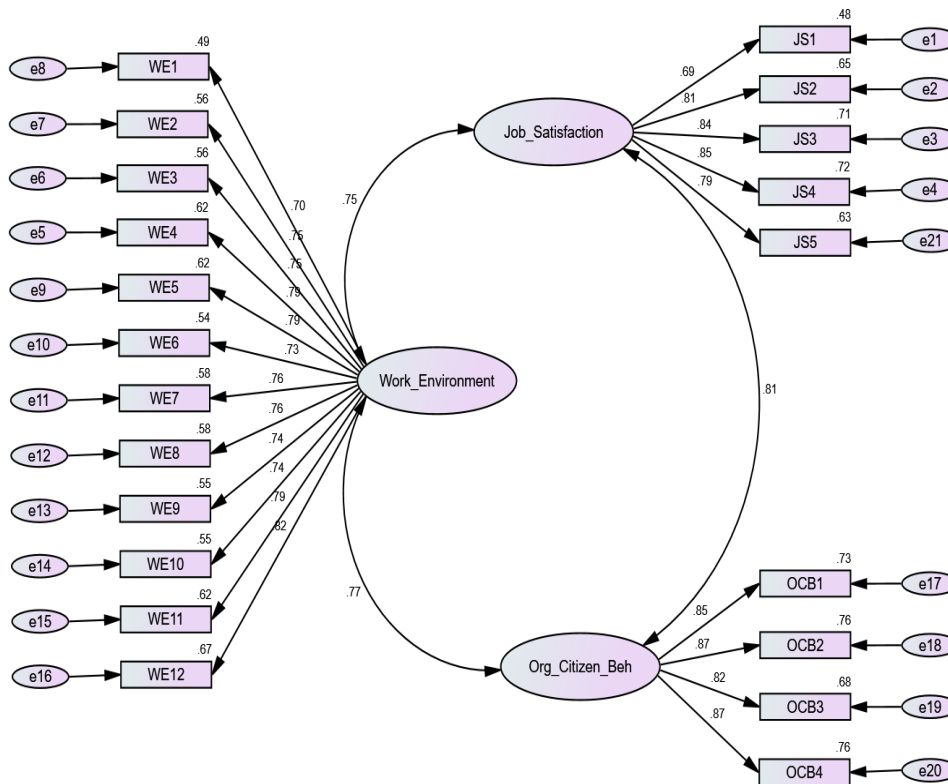 .49
e8
WE1
.56
e7
WE2
.56
e6
WE3
.62
e5
WE4
.62
e9
WE5
.54
e10
WE6
.58
e11
WE7
.58
e12
WE8
.55
e13
WE9
.55
e14
WE10
.62
e15
WE11
.67
e16
WE12
.70
.75
.75
.79
.79
.73
.76
.76
.74
.74
.79
.82
Work_Environment
.75
.77
.81
Job_Satisfaction
.69
.81
.84
.85
.79
.48
JS1
e1
.65
JS2
e2
.71
JS3
e3
.72
JS4
e4
.63
JS5
e21
Org_Citizen_Beh
.85
.87
.82
.87
.73
OCB1
e17
.76
OCB2
e18
.68
OCB3
e19
.76
OCB4
e20